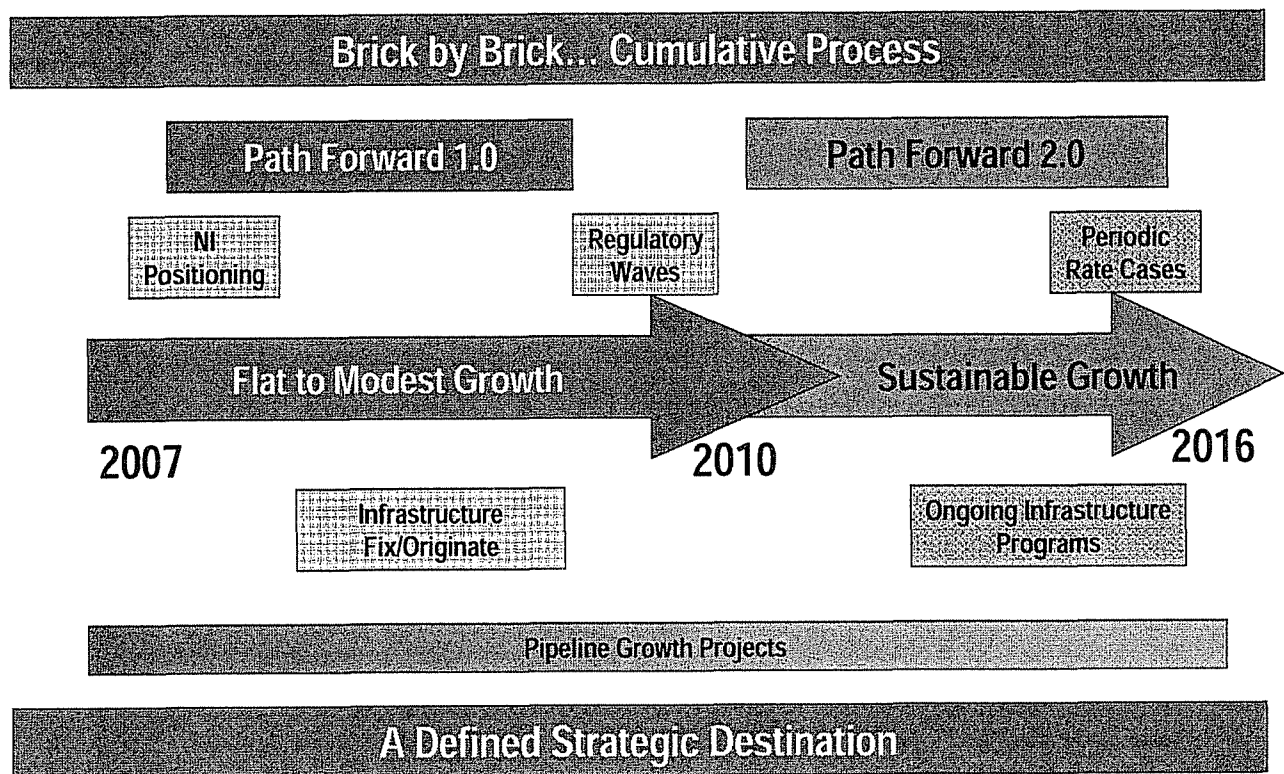 Brick by Brick... Cumulative Process
Path Forward 1.0
Path Forward 2.0
NI
Positioning
Regulatory
Waves
Periodic
Rate Cases
Flat to Modest Growth
Sustainable Growth
2007
2010
2016
Infrastructure
Fix/Originate
Ongoing Infrastructure
Programs
Pipeline Growth Projects
A Defined Strategic Destination